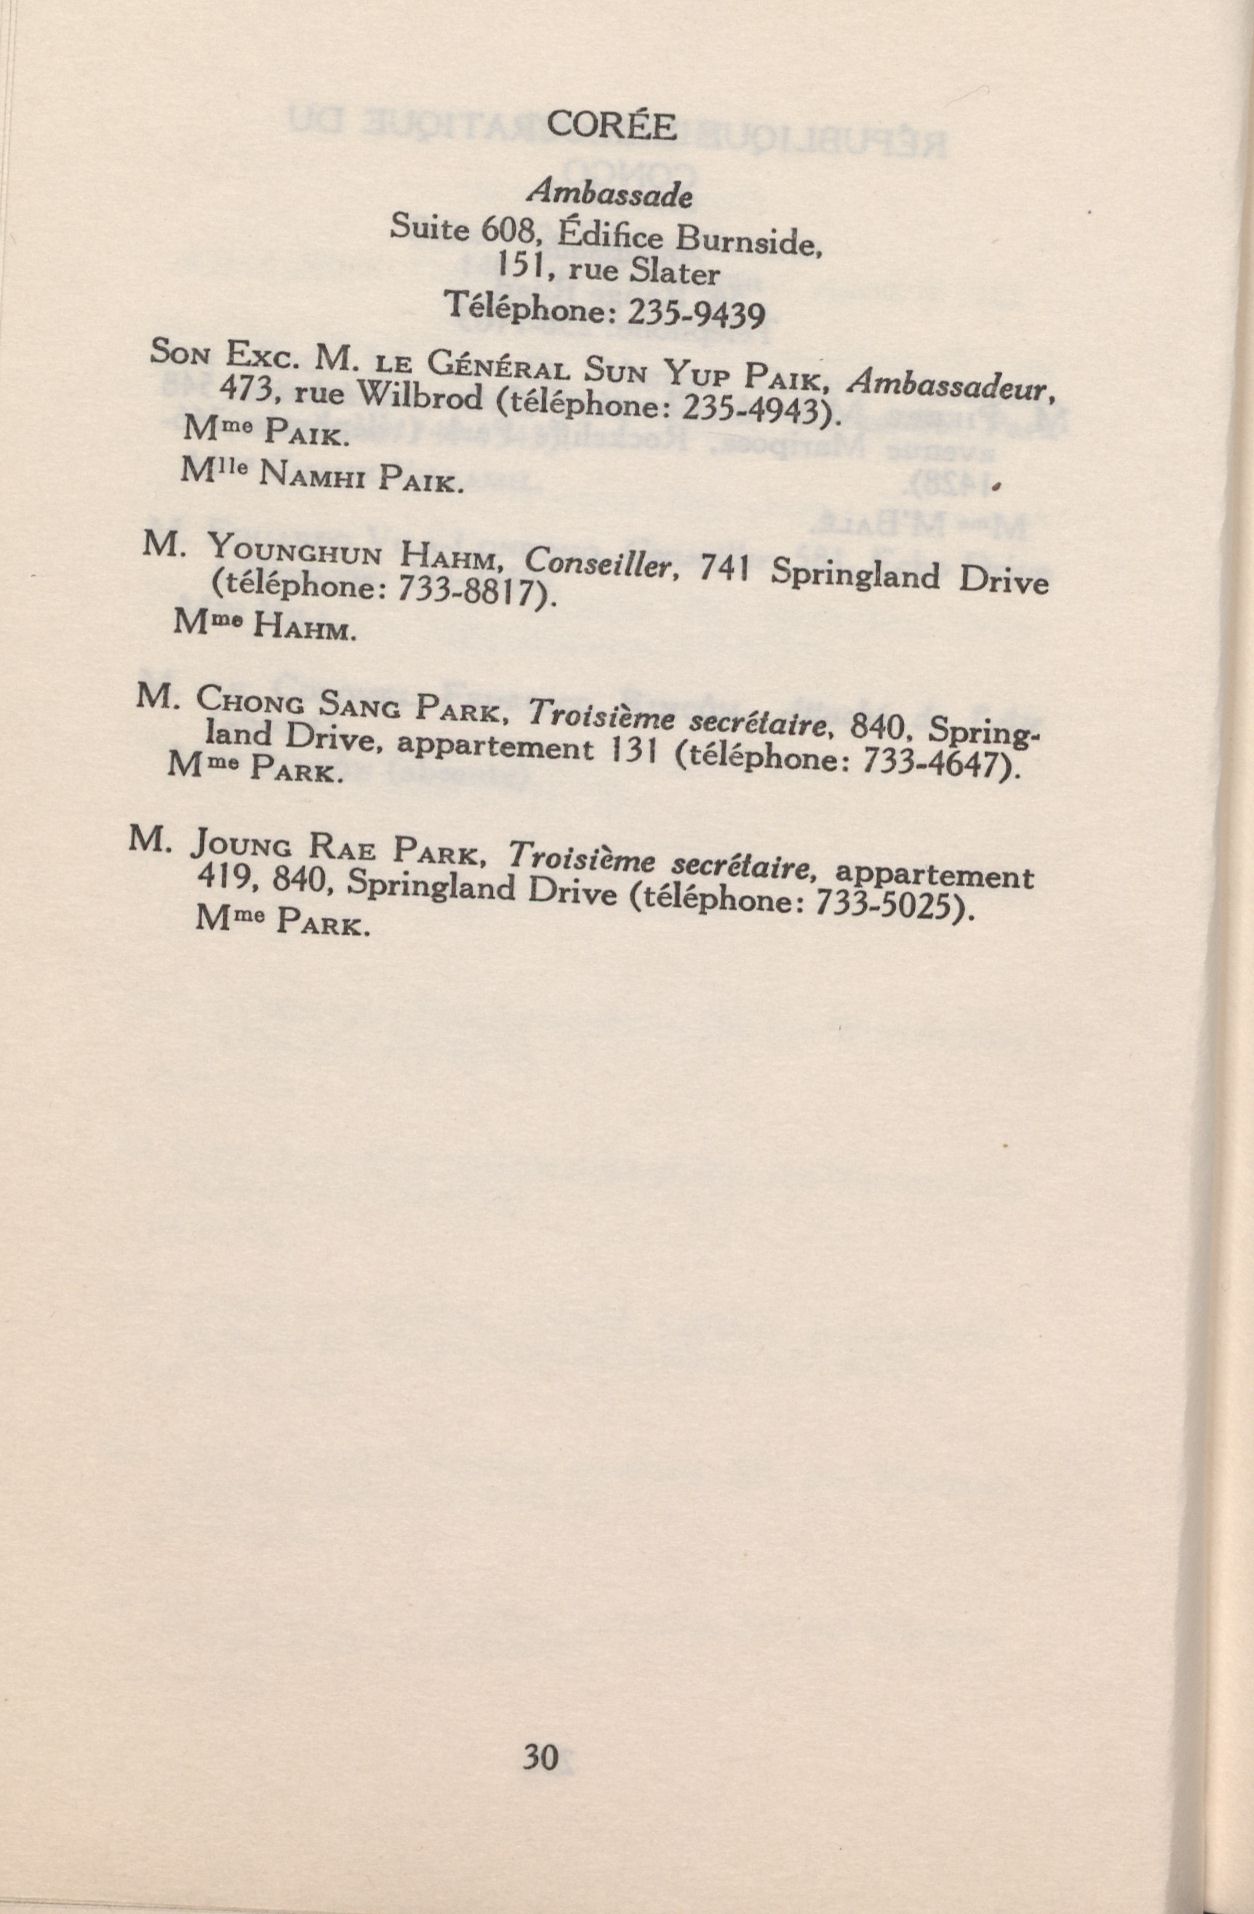 CORÉE
Ambassade
Suite 608, Édifice Burnside,
151, rue Slater
Téléphone: 235-9439
SON EXC. M. LE GÉNÉRAL SUN YUP PAIK, Ambassadeur,
473, rue Wilbrod (téléphone: 235-4943).
Mme PAIK.
Mlle NAMHI PAIK.
M. YOUNGHUN HAHM, Conseiller, 741 Springland Drive
(téléphone: 733-8817).
Mme HAHM.
M. CHONG SANG PARK, Troisième secrétaire, 840, Spring-
land Drive, appartement 131 (téléphone: 733-4647).
Mme PARK.
M. JOUNG RAE PARK, Troisième secrétaire, appartement
419, 840, Springland Drive (téléphone: 733-5025).
Mme PARK.
30